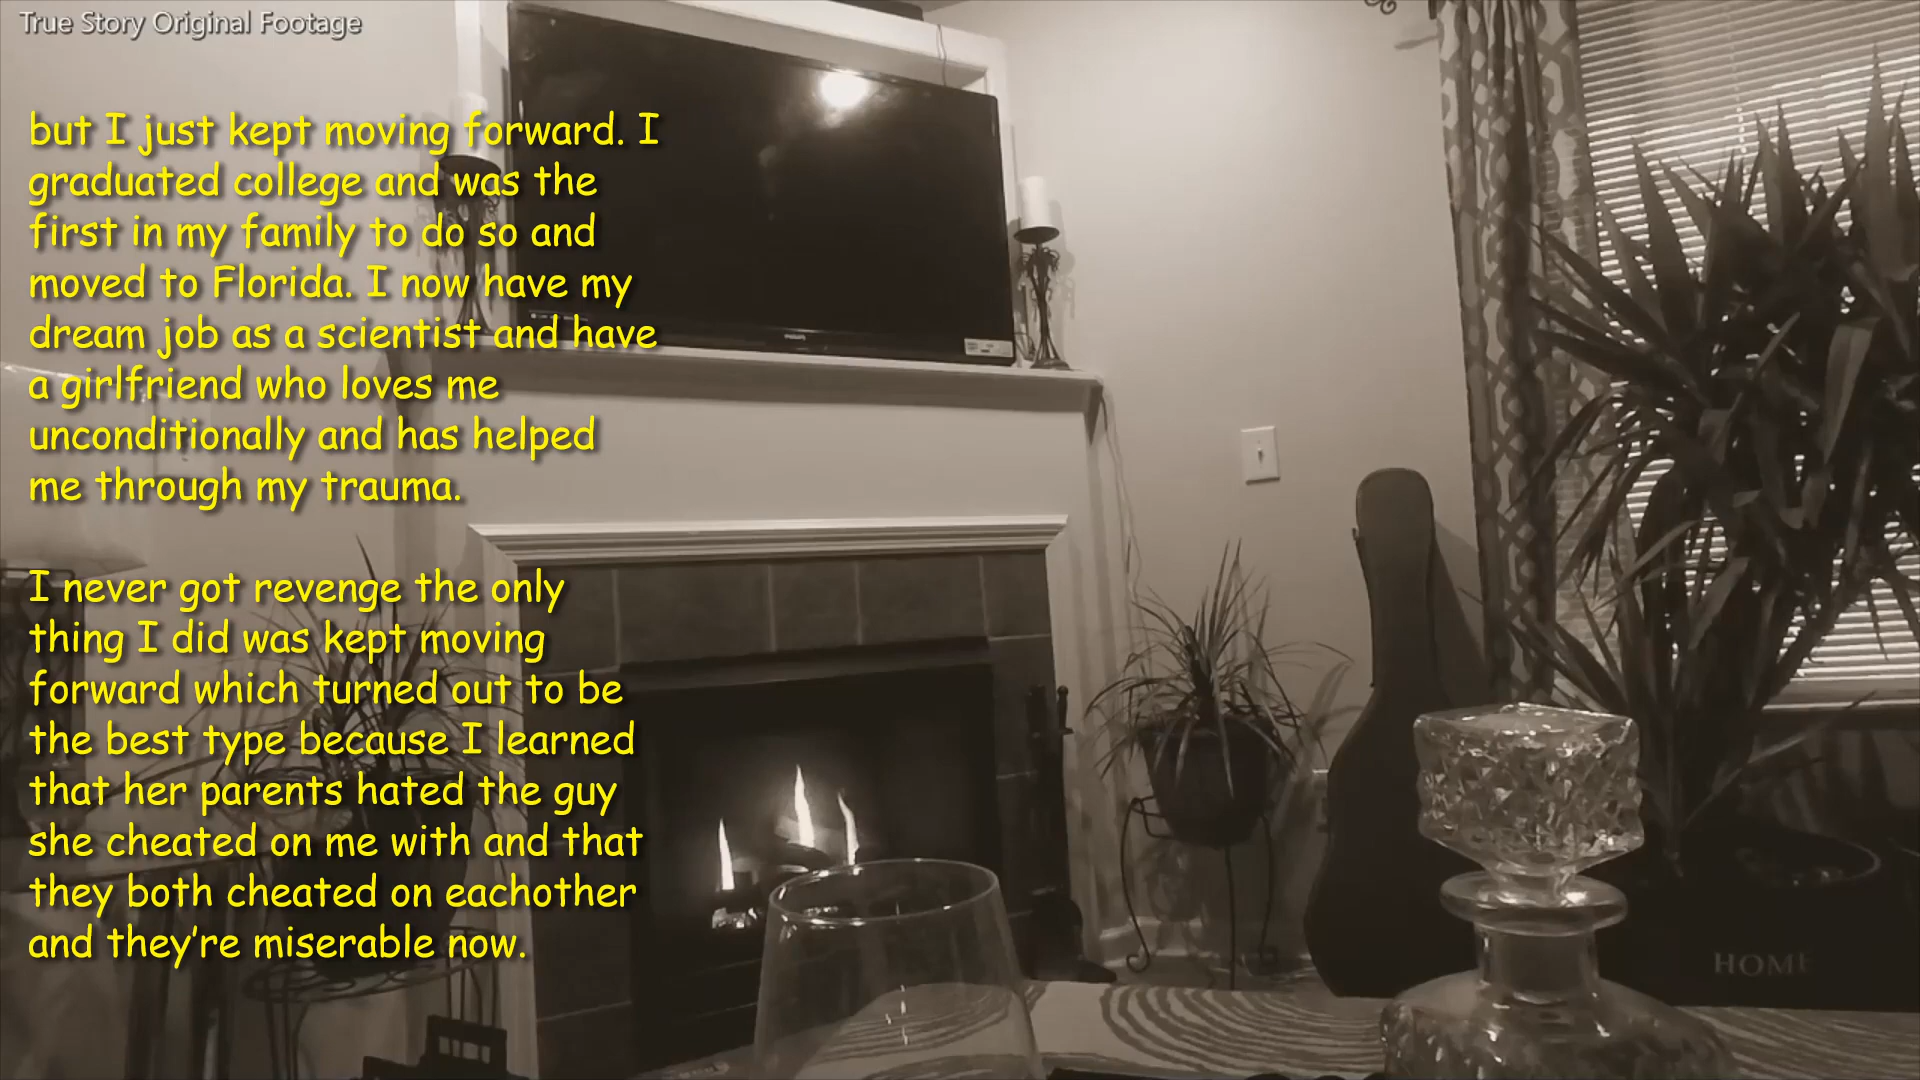 True Story Original Footage
but I just kept moving forward. I
graduated college and was the
first in my family to do so and
moved to Florida. I now have my
dream job as a scientist and have
a girlfriend who loves me
unconditionally and has helped
me through my trauma.
I never got revenge the only
thing I did was kept moving
forward which turned out to be
the best type because I learned
that her parents hated the guy
she cheated on me with and that
they both cheated on eachother
and they're miserable now.
PHILIPS
HOME